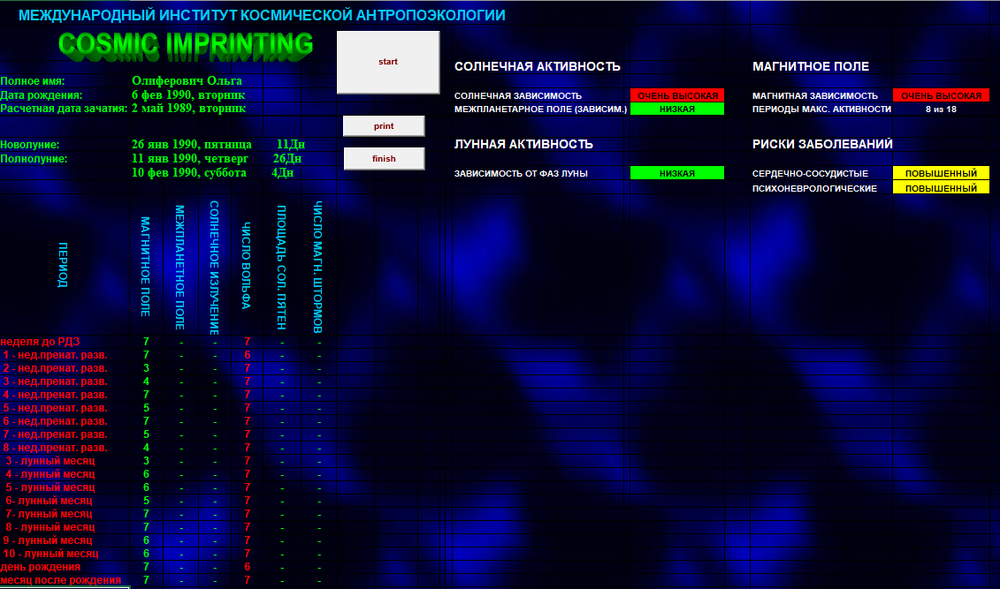 МЕЖДУНАРОДНЫЙ ИНСТИТУТ КОСМИЧЕСКОЙ АНТРОПОЭКОЛОГИИ
COSMIC IMPRINTING
start
print
finish
Полное имя: Олиферович Ольга
Дата рождения: 6 фев 1990, вторник
Расчетная дата зачатия: 2 май 1989, вторник
Новолуние: 26 янв 1990, пятница 11Дн
Полнолуние: 11 янв 1990, четверг 26Дн
10 фев 1990, суббота 4Дн
СОЛНЕЧНАЯ АКТИВНОСТЬ
СОЛНЕЧНАЯ ЗАВИСИМОСТЬ ОЧЕНЬ ВЫСОКАЯ
МЕЖПЛАНЕТАРНОЕ ПОЛЕ (ЗАВИСИМ.) НИЗКАЯ
ЛУННАЯ АКТИВНОСТЬ
ЗАВИСИМОСТЬ ОТ ФАЗ ЛУНЫ НИЗКАЯ
МАГНИТНОЕ ПОЛЕ
МАГНИТНАЯ ЗАВИСИМОСТЬ ОЧЕНЬ ВЫСОКАЯ
ПЕРИОДЫ МАКС. АКТИВНОСТИ 8 из 18
РИСКИ ЗАБОЛЕВАНИЙ
СЕРДЕЧНО-СОСУДИСТЫЕ ПОВЫШЕННЫЙ
ПСИХОНЕВРОЛОГИЧЕСКИЕ ПОВЫШЕННЫЙ
ПЕРИОД
МАГНИТНОЕ ПОЛЕ
МЕЖПЛАНЕТНОЕ ПОЛЕ
СОЛНЕЧНОЕ ИЗЛУЧЕНИЕ
ЧИСЛО ВОЛЬФА
ПЛОЩАДЬ СОЛ. ПЯТЕН
ЧИСЛО МАГН. ШТОРМОВ
неделя до РДЗ 7 - - 7 - -
1 - нед.пренат. разв. 7 - - 6 - -
2 - нед.пренат. разв. 3 - - 7 - -
3 - нед.пренат. разв. 4 - - 7 - -
4 - нед.пренат. разв. 7 - - 7 - -
5 - нед.пренат. разв. 5 - - 7 - -
6 - нед.пренат. разв. 7 - - 7 - -
7 - нед.пренат. разв. 5 - - 7 - -
8 - нед.пренат. разв. 4 - - 7 - -
3 - лунный месяц 3 - - 7 - -
4 - лунный месяц 6 - - 7 - -
5 - лунный месяц 6 - - 7 - -
6- лунный месяц 5 - - 7 - -
7- лунный месяц 7 - - 7 - -
8 - лунный месяц 7 - - 7 - -
9 - лунный месяц 6 - - 7 - -
10 - лунный месяц 6 - - 7 - -
день рождения 7 - - 6 - -
месяц после рождения 7 - - 7 - -